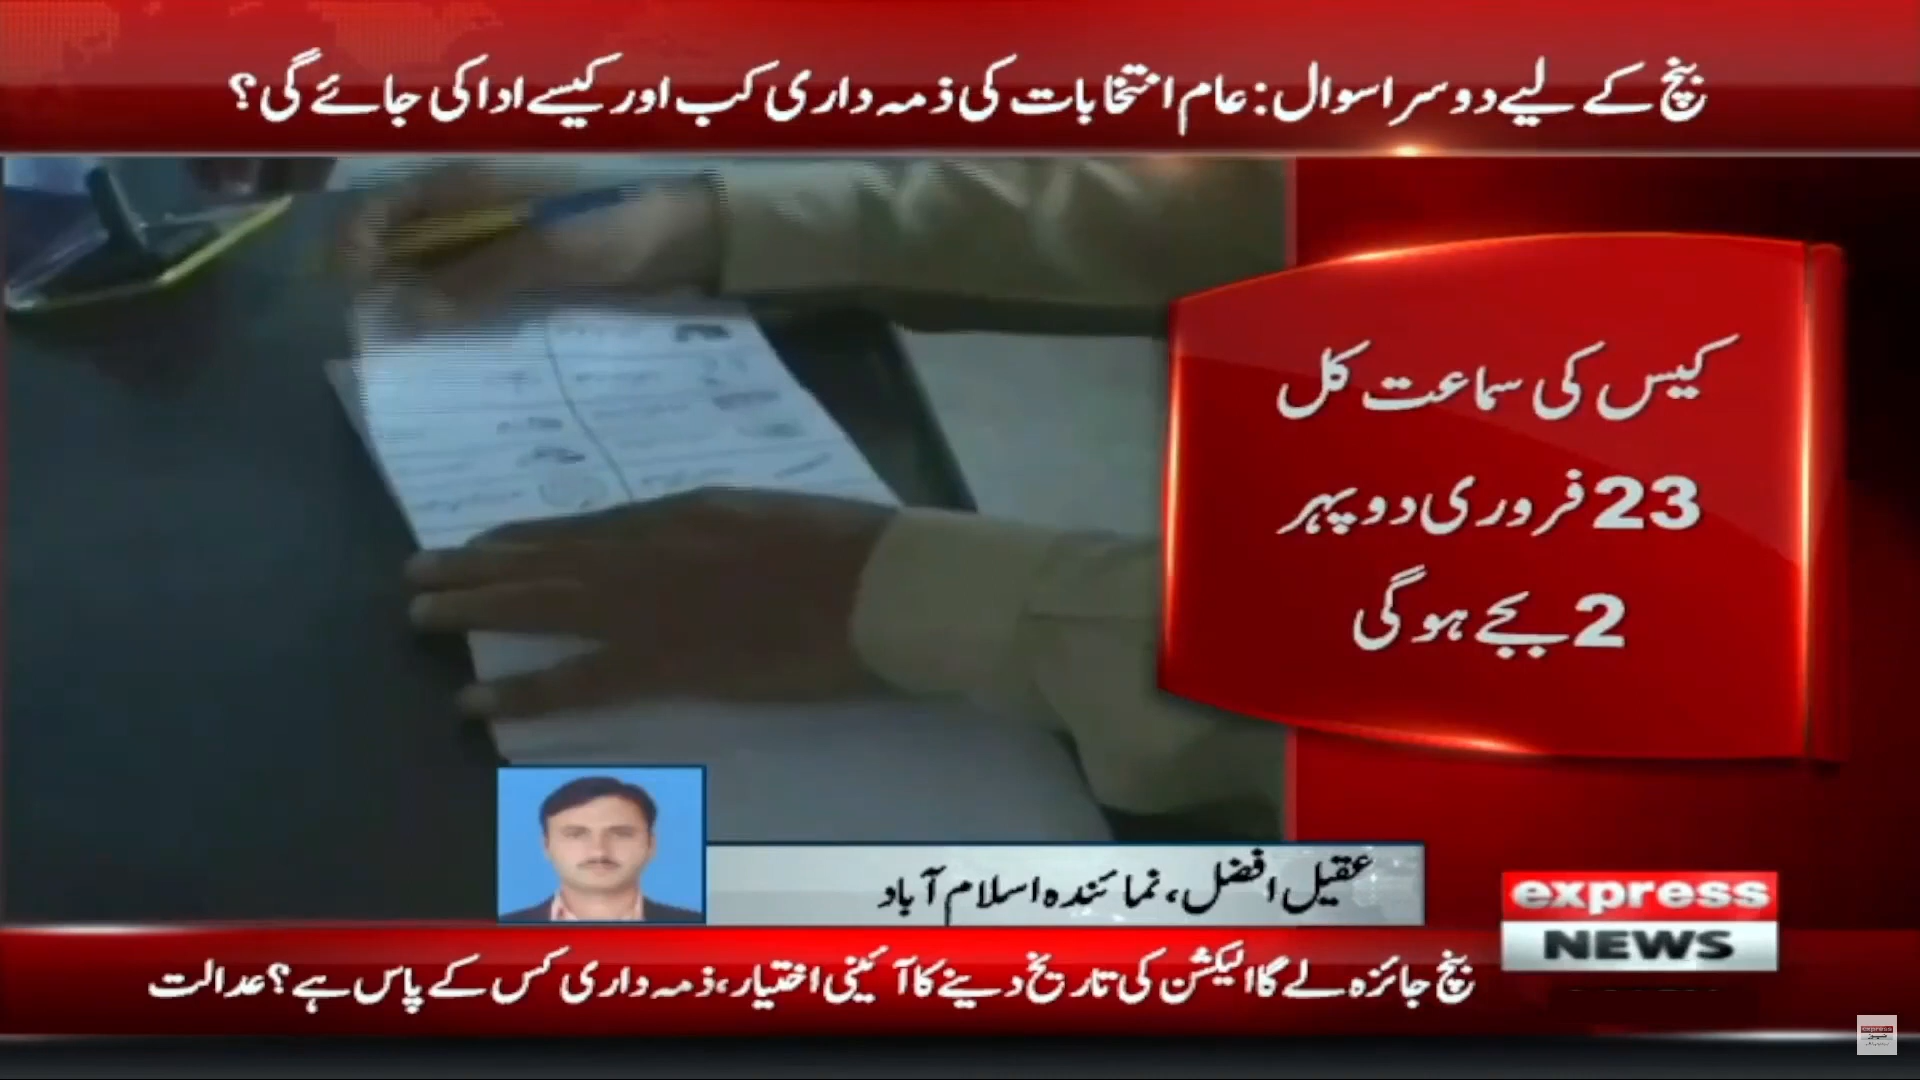 بنچ کے لیے دوسرا سوال: عام انتخابات کی ذمہ داری کب اور کیسے ادا کی جائے گی؟
کیس کی سماعت کل
23 فروری دوپہر
2 بجے ہوگی
عقیل افضل، نمائندہ اسلام آباد
express
NEWS
بنچ جائزہ لے گا الیکشن کی تاریخ دینے کا آئینی اختیار، ذمہ داری کس کے پاس ہے؟ عدالت
express
نیوز